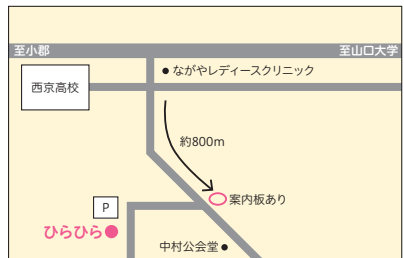 至小郡
至山口大学
ながやレディースクリニック
西京高校
約800m
案内板あり
P
ひらひら
中村公会堂